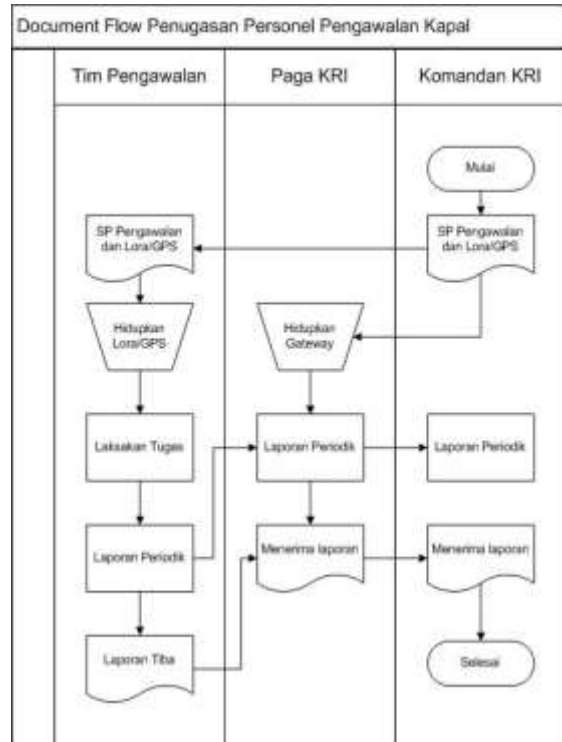 Document Flow Penugasan Personel Pengawalan Kapal
Tim Pengawalan
Paga KRI
Komandan KRI
Mulai
SP Pengawalan
dan Lora/GPS
SP Pengawalan
dan Lora/GPS
Hidupkan
Lora/GPS
Hidupkan
Gateway
Laksakan Tugas
Laporan Periodik
Laporan Periodik
Laporan Periodik
Menerima laporan
Menerima laporan
Laporan Tiba
Selesai